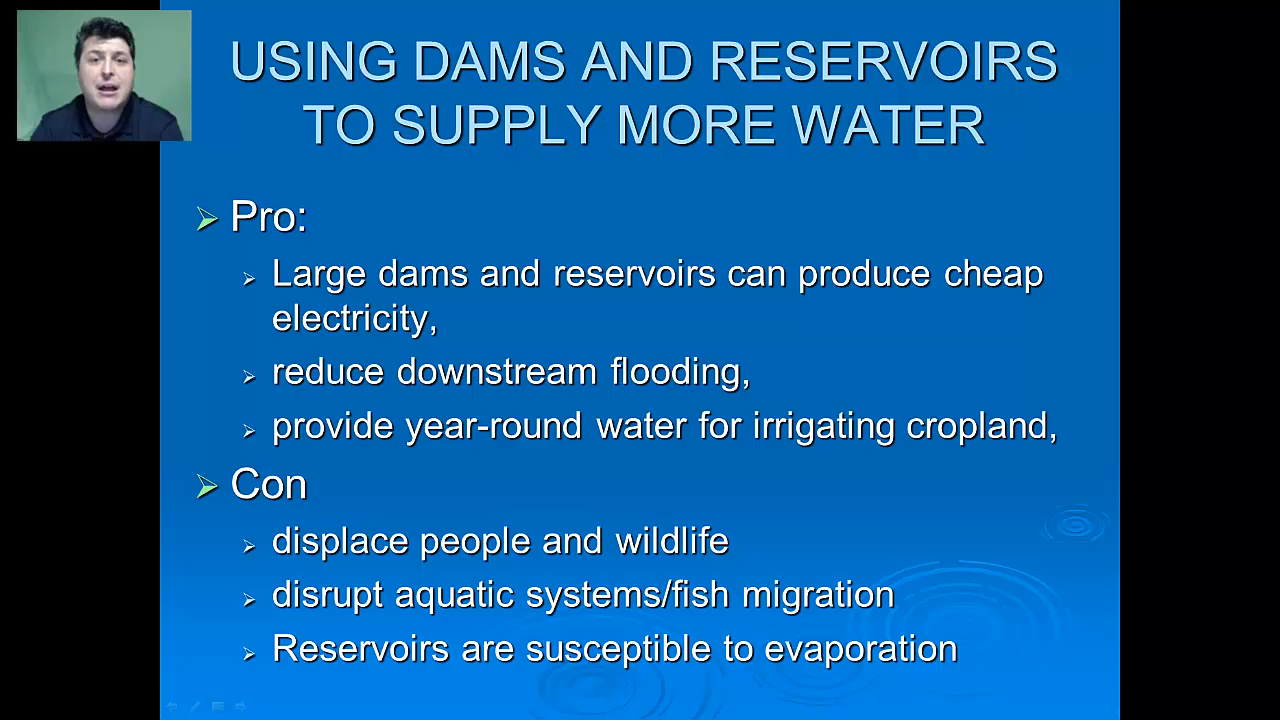 USING DAMS AND RESERVOIRS
TO SUPPLY MORE WATER
Pro:
Large dams and reservoirs can produce cheap
electricity,
reduce downstream flooding,
provide year-round water for irrigating cropland,
Con
displace people and wildlife
disrupt aquatic systems/fish migration
Reservoirs are susceptible to evaporation